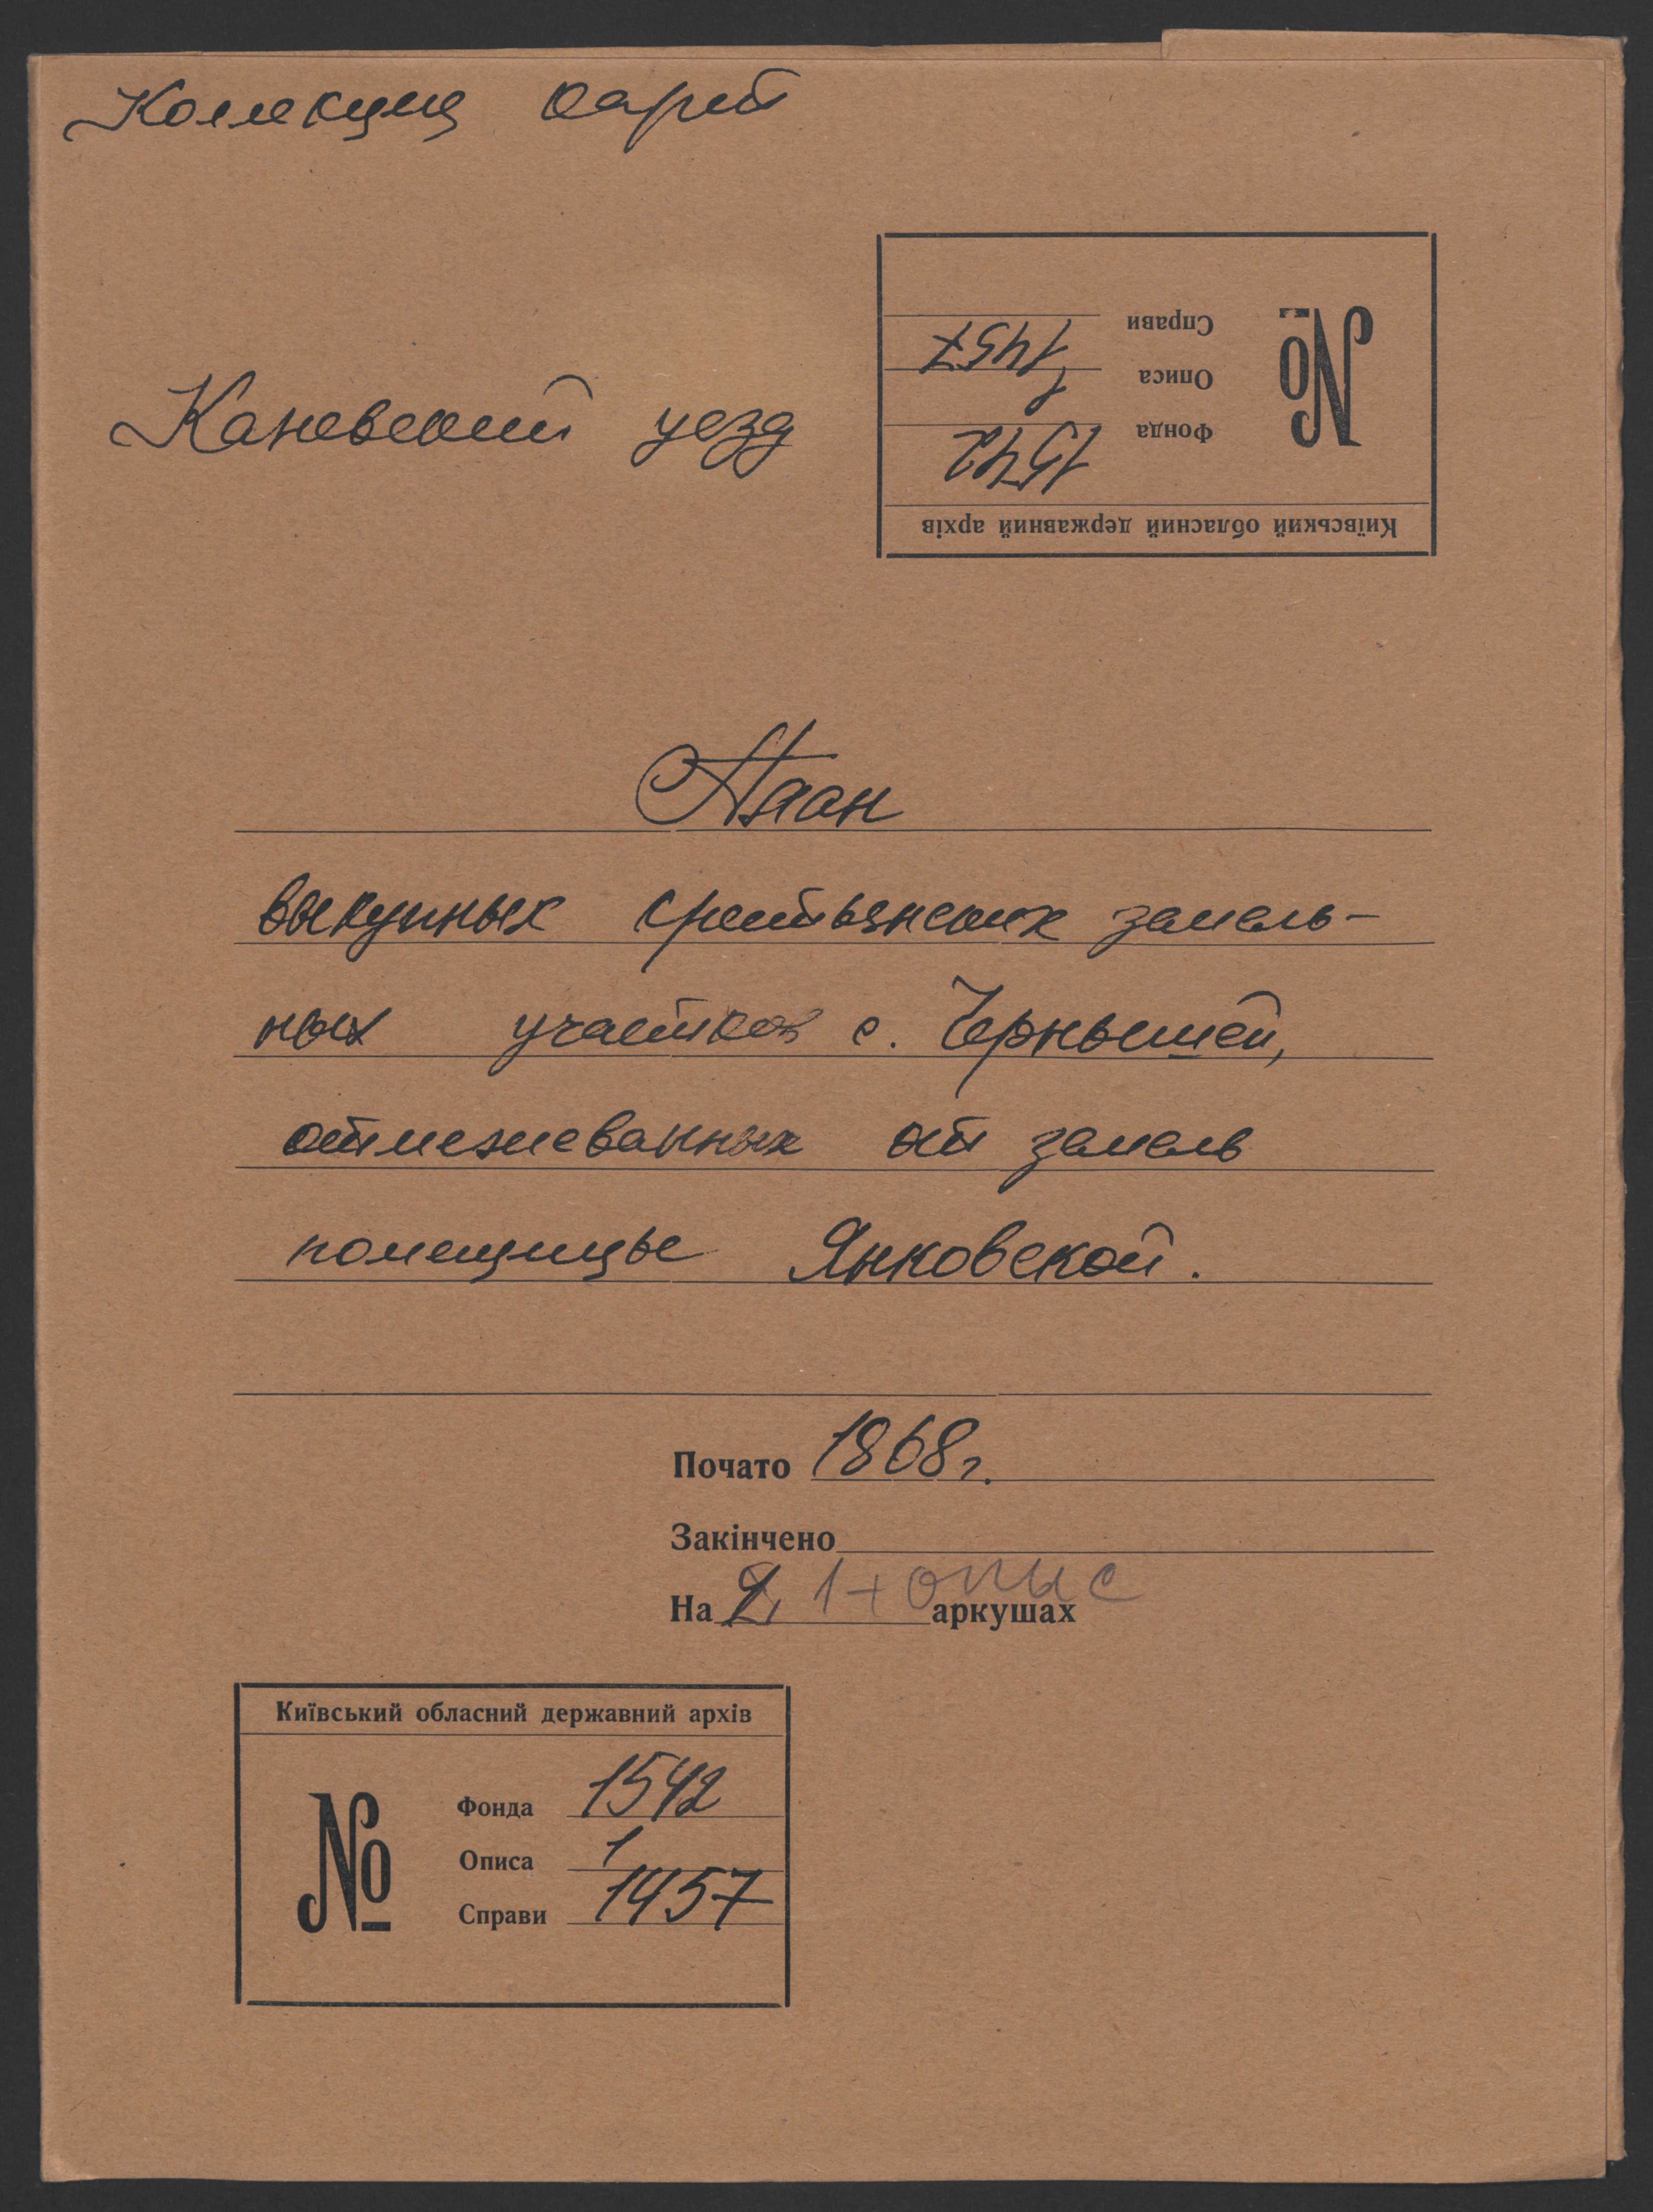 Коллекция карт
Справи 1457
Описа 1
Фонда 1542
№
Київський обласний державний архів
Каневский уезд
План
выкупных крестьянских земель-
ных участков с. Чернышей,
отмежеванных от земель
помещицы Янковской.
Почато 1868 г.
Закінчено
На 2, 1+опис аркушах
Київський обласний державний архів
№
Фонда 1542
Описа 1
Справи 1457